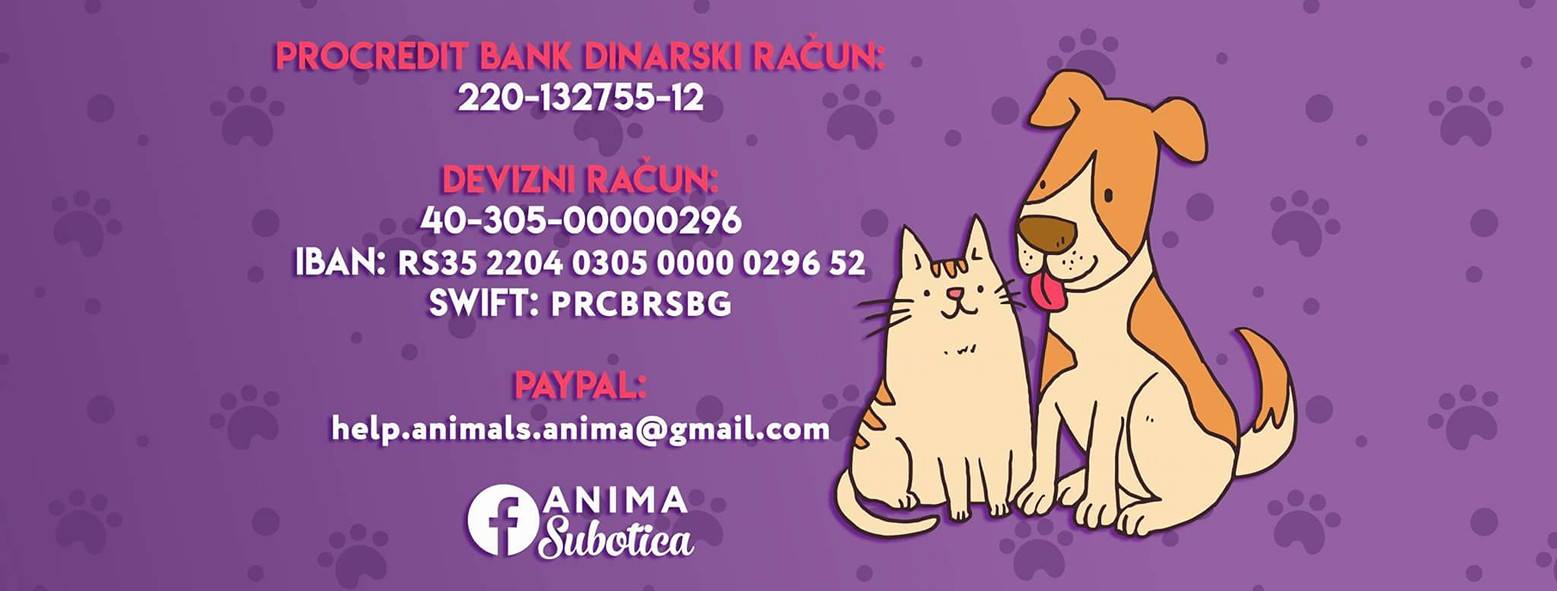 PROCREDIT BANK DINARSKI RAČUN:
220-132755-12
DEVIZNI RAČUN:
40-305-00000296
IBAN: RS35 2204 0305 0000 0296 52
SWIFT: PRCBRSBG
PAYPAL:
help.animals.anima@gmail.com
ANIMA
Subotica